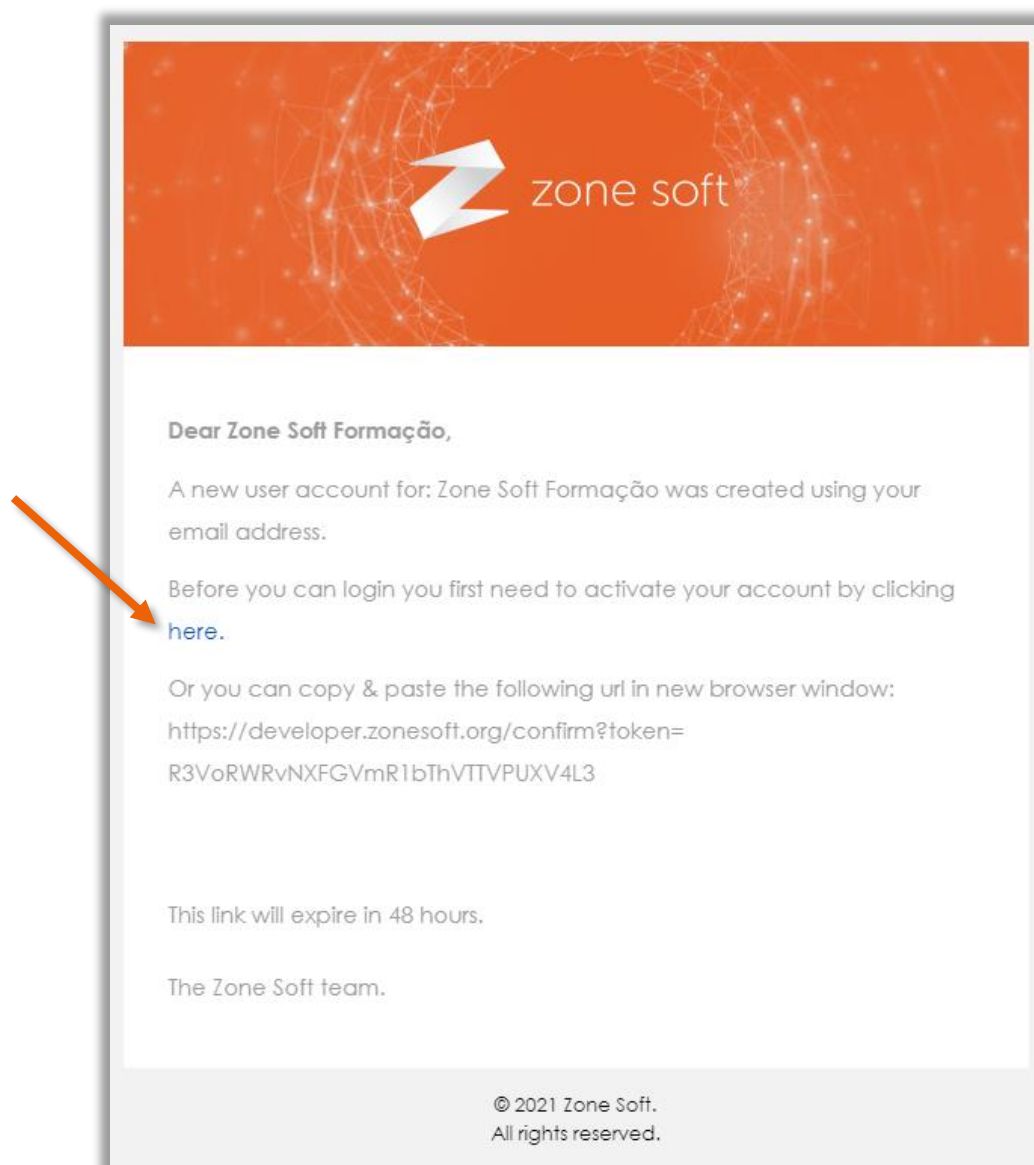 zone soft
Dear Zone Soft Formação,
A new user account for: Zone Soft Formação was created using your
email address.
Before you can login you first need to activate your account by clicking
here.
Or you can copy & paste the following url in new browser window:
https://developer.zonesoft.org/confirm?token=
R3VoRWRvNXFGVmR1bThVTTVPUXV4L3
This link will expire in 48 hours.
The Zone Soft team.
© 2021 Zone Soft.
All rights reserved.